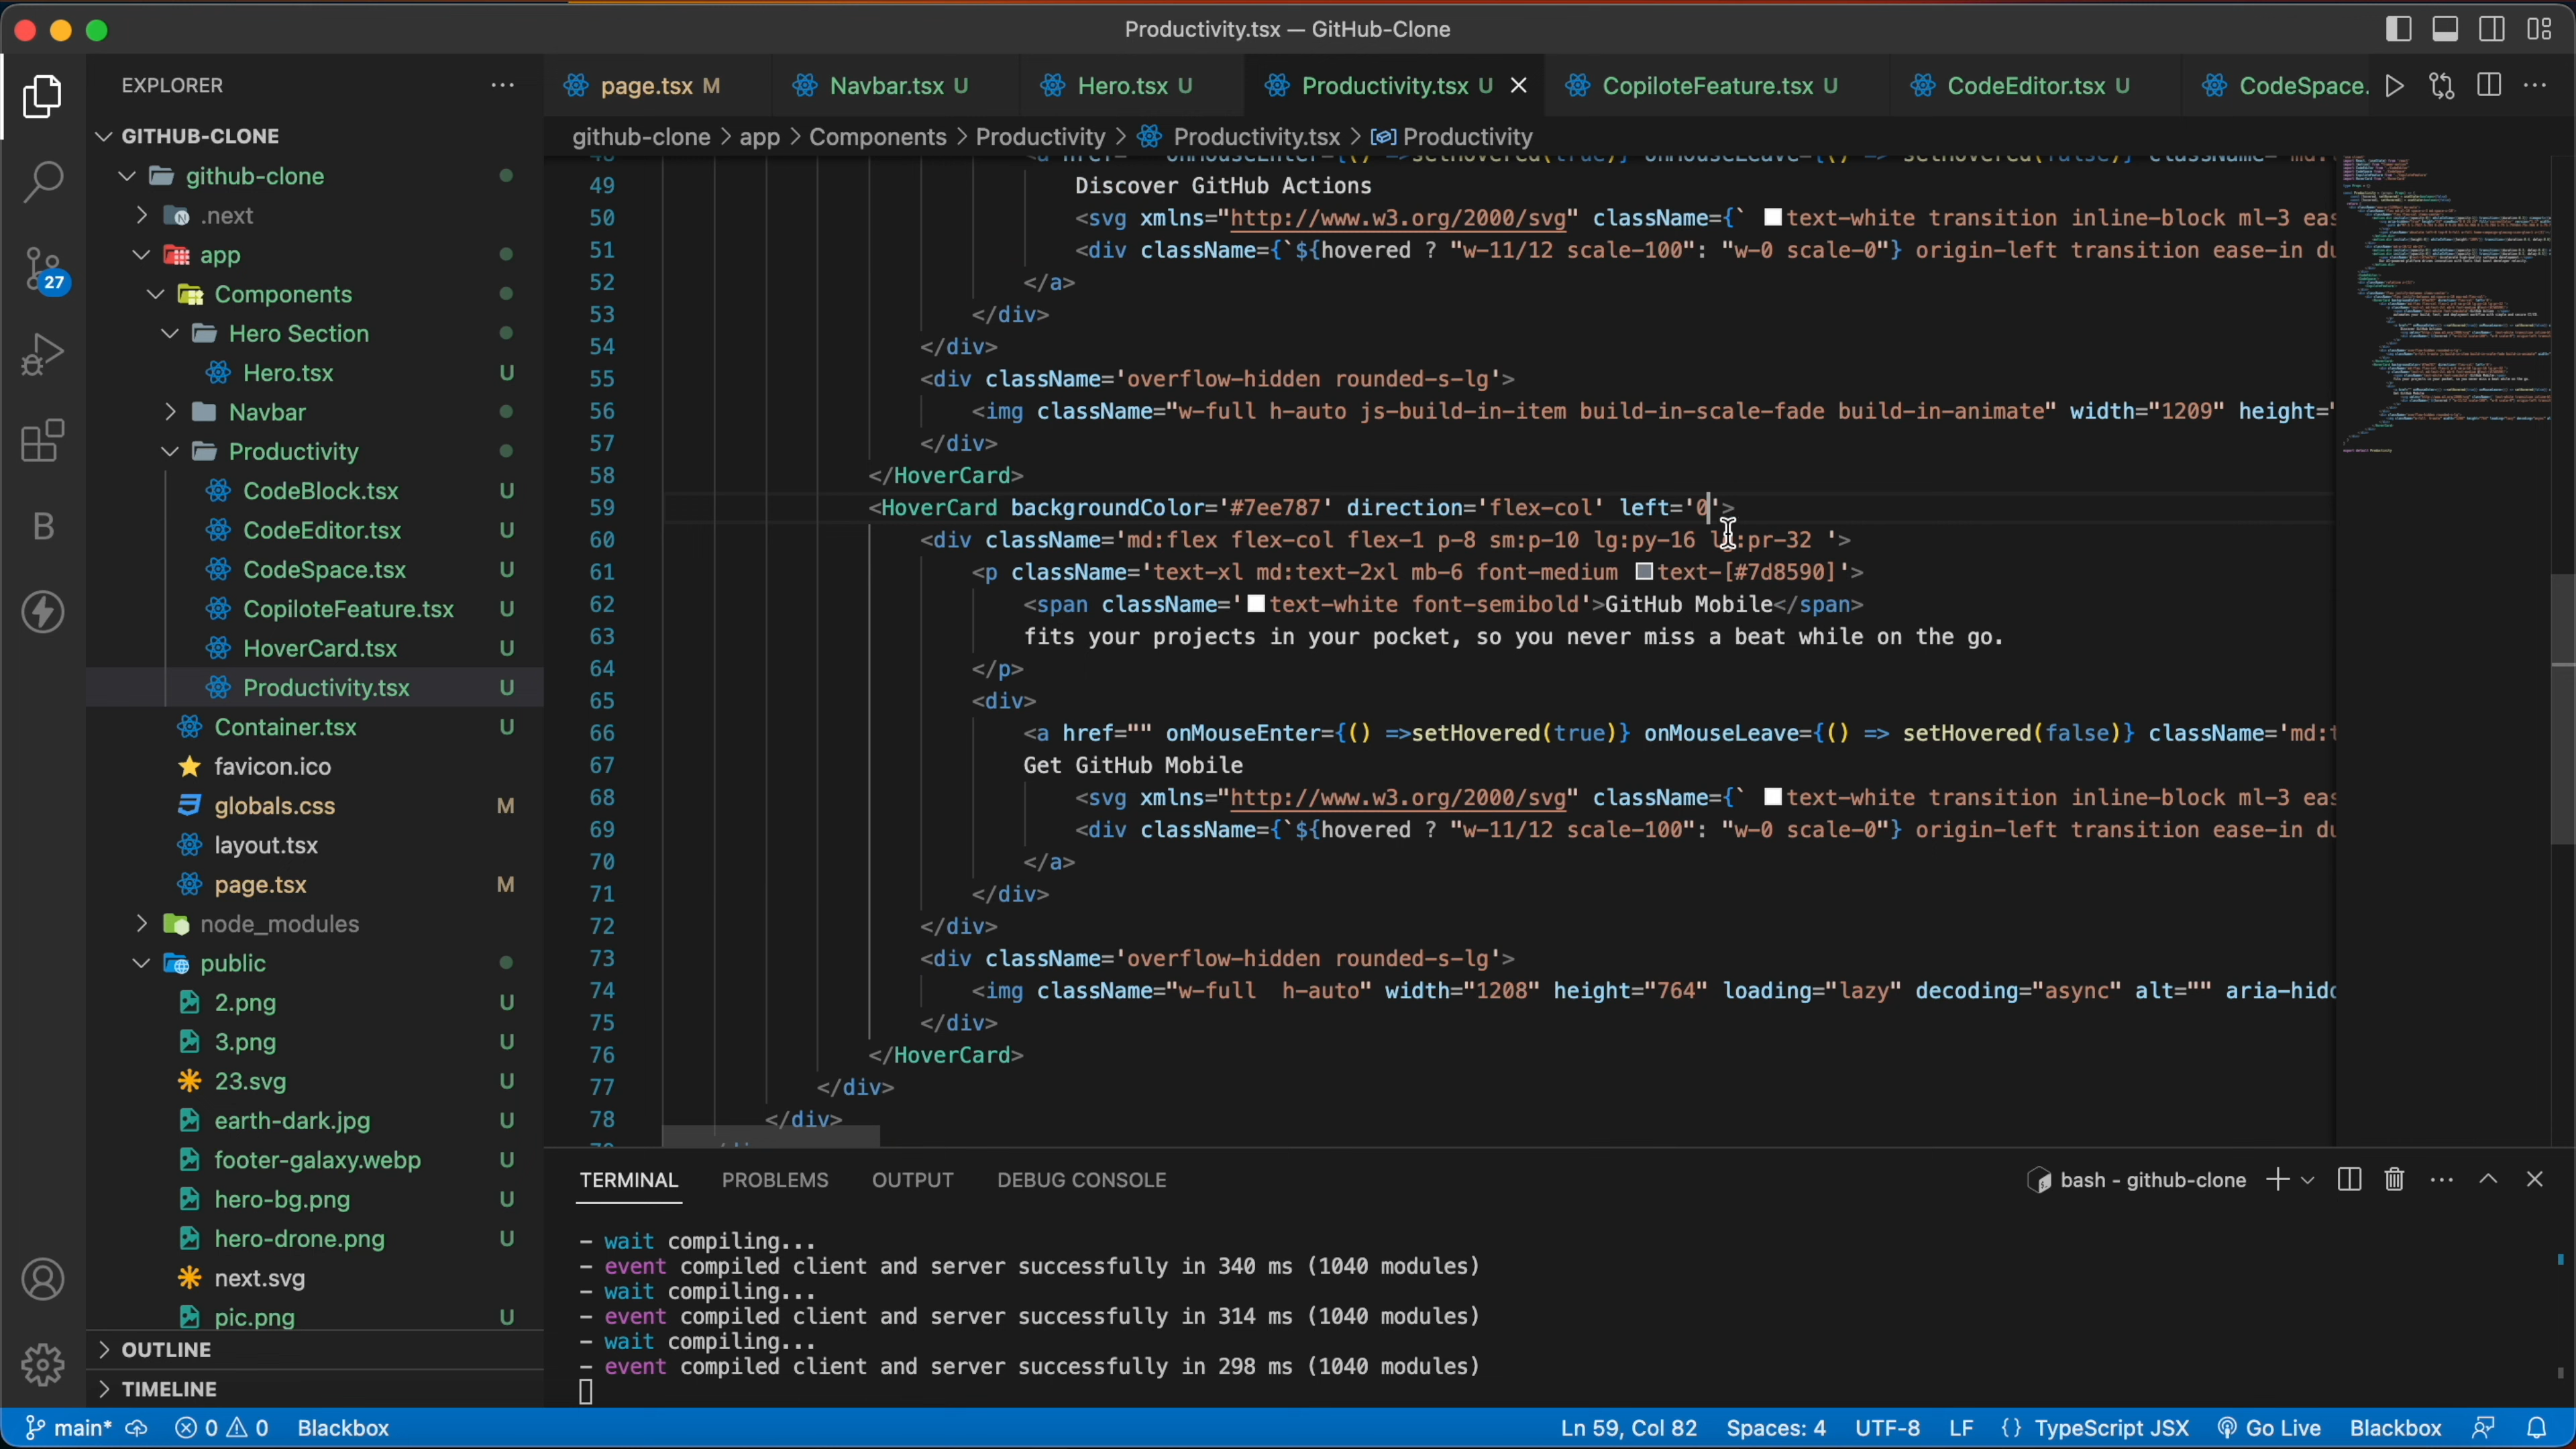 Productivity.tsx — GitHub-Clone
EXPLORER
page.tsx M
Navbar.tsx U
Hero.tsx U
Productivity.tsx U
CopiloteFeature.tsx U
CodeEditor.tsx U
CodeSpace.
github-clone > app > Components > Productivity > Productivity.tsx > Productivity
GITHUB-CLONE
github-clone
.next
app
Components
Hero Section
Hero.tsx U
Navbar
Productivity
CodeBlock.tsx U
CodeEditor.tsx U
CodeSpace.tsx U
CopiloteFeature.tsx U
HoverCard.tsx U
Productivity.tsx U
Container.tsx U
favicon.ico
globals.css M
layout.tsx
page.tsx M
node_modules
public
2.png U
3.png U
23.svg U
earth-dark.jpg U
footer-galaxy.webp U
hero-bg.png U
hero-drone.png U
next.svg
pic.png U
OUTLINE
TIMELINE
27
B
49 Discover GitHub Actions
50 <svg xmlns="http://www.w3.org/2000/svg" className={` text-white transition inline-block ml-3 eas
51 <div className={`${hovered ? "w-11/12 scale-100": "w-0 scale-0"} origin-left transition ease-in du
52 </a>
53 </div>
54 </div>
55 <div className='overflow-hidden rounded-s-lg'>
56 <img className="w-full h-auto js-build-in-item build-in-scale-fade build-in-animate" width="1209" height="
57 </div>
58 </HoverCard>
59 <HoverCard backgroundColor='#7ee787' direction='flex-col' left='0'>
60 <div className='md:flex flex-col flex-1 p-8 sm:p-10 lg:py-16 lg:pr-32 '>
61 <p className='text-xl md:text-2xl mb-6 font-medium text-[#7d8590]'>
62 <span className=' text-white font-semibold'>GitHub Mobile</span>
63 fits your projects in your pocket, so you never miss a beat while on the go.
64 </p>
65 <div>
66 <a href="" onMouseEnter={() =>setHovered(true)} onMouseLeave={() => setHovered(false)} className='md:t
67 Get GitHub Mobile
68 <svg xmlns="http://www.w3.org/2000/svg" className={` text-white transition inline-block ml-3 eas
69 <div className={`${hovered ? "w-11/12 scale-100": "w-0 scale-0"} origin-left transition ease-in du
70 </a>
71 </div>
72 </div>
73 <div className='overflow-hidden rounded-s-lg'>
74 <img className="w-full  h-auto" width="1208" height="764" loading="lazy" decoding="async" alt="" aria-hidd
75 </div>
76 </HoverCard>
77 </div>
78 </div>
TERMINAL PROBLEMS OUTPUT DEBUG CONSOLE
bash - github-clone
- wait compiling...
- event compiled client and server successfully in 340 ms (1040 modules)
- wait compiling...
- event compiled client and server successfully in 314 ms (1040 modules)
- wait compiling...
- event compiled client and server successfully in 298 ms (1040 modules)
main* 0 0 Blackbox
Ln 59, Col 82 Spaces: 4 UTF-8 LF {} TypeScript JSX Go Live Blackbox